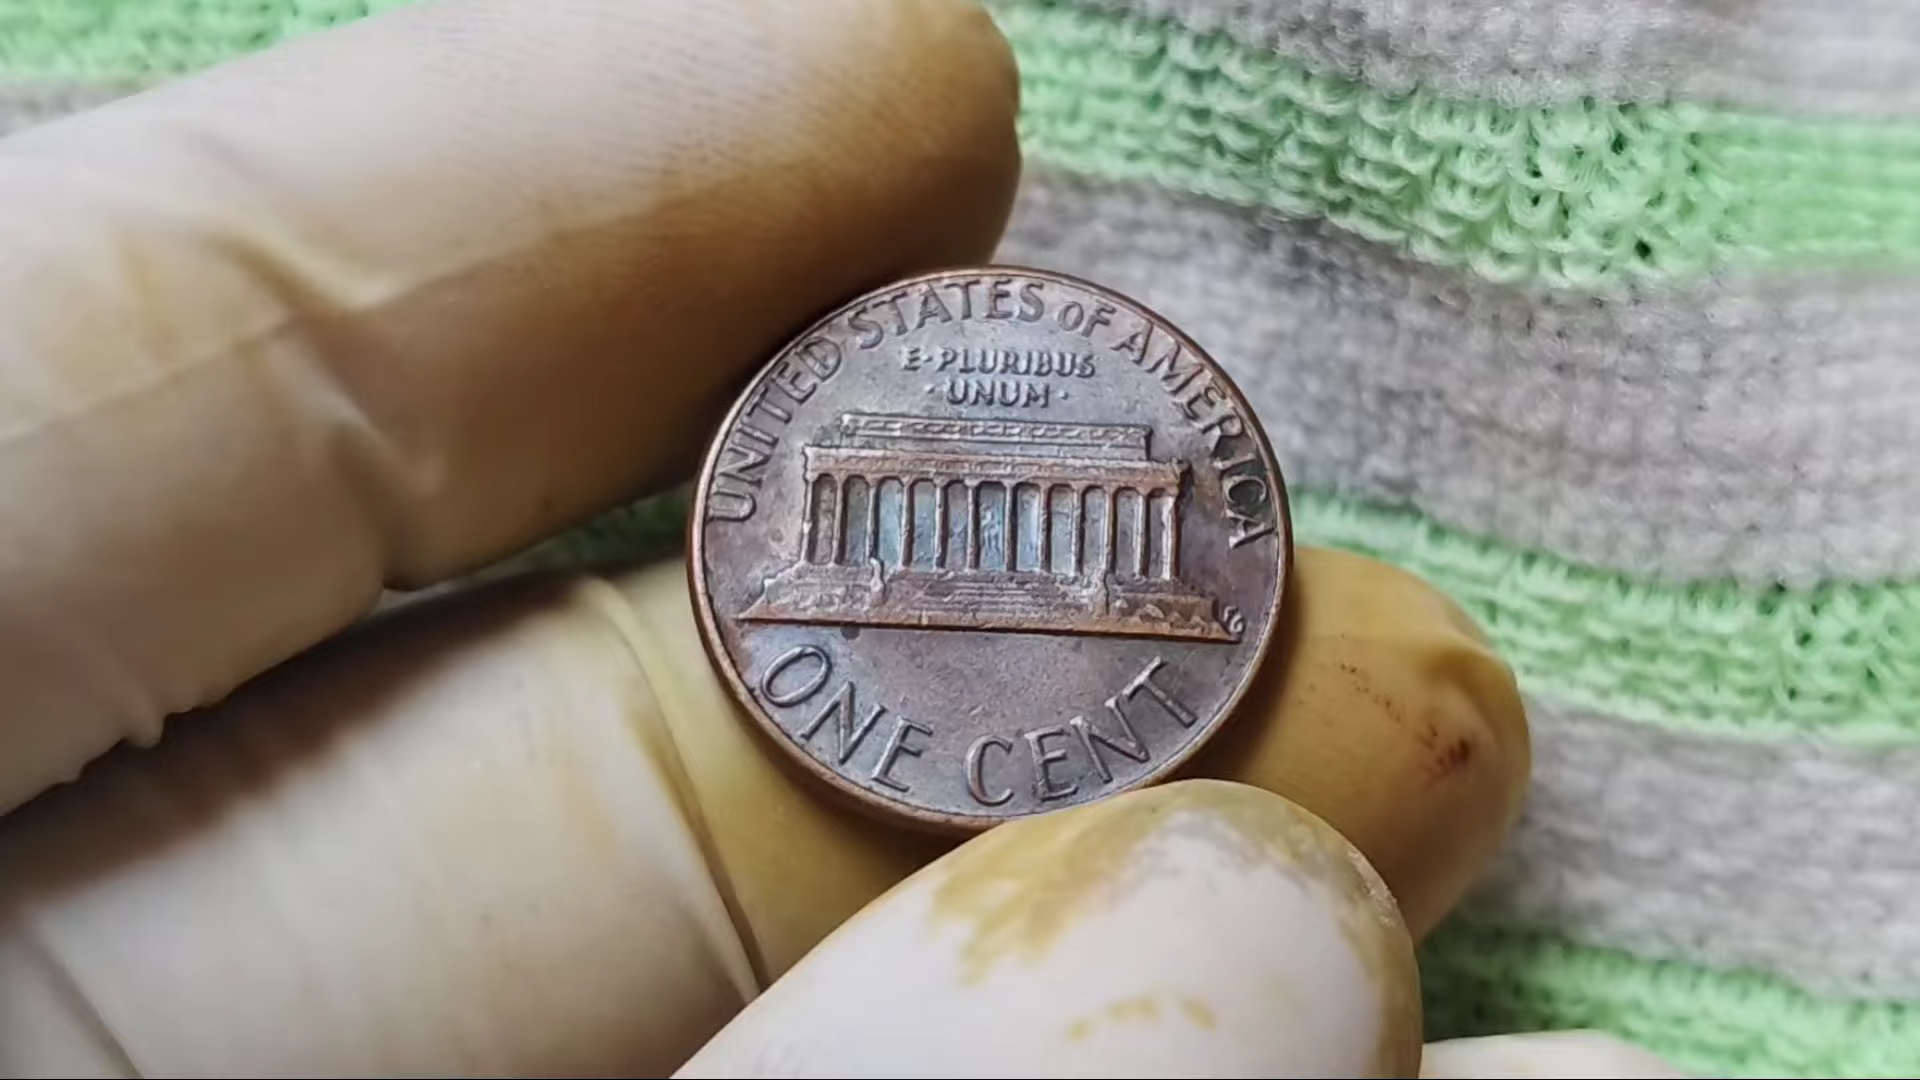 UNITED STATES OF AMERICA
E·PLURIBUS
·UNUM·
ONE CENT